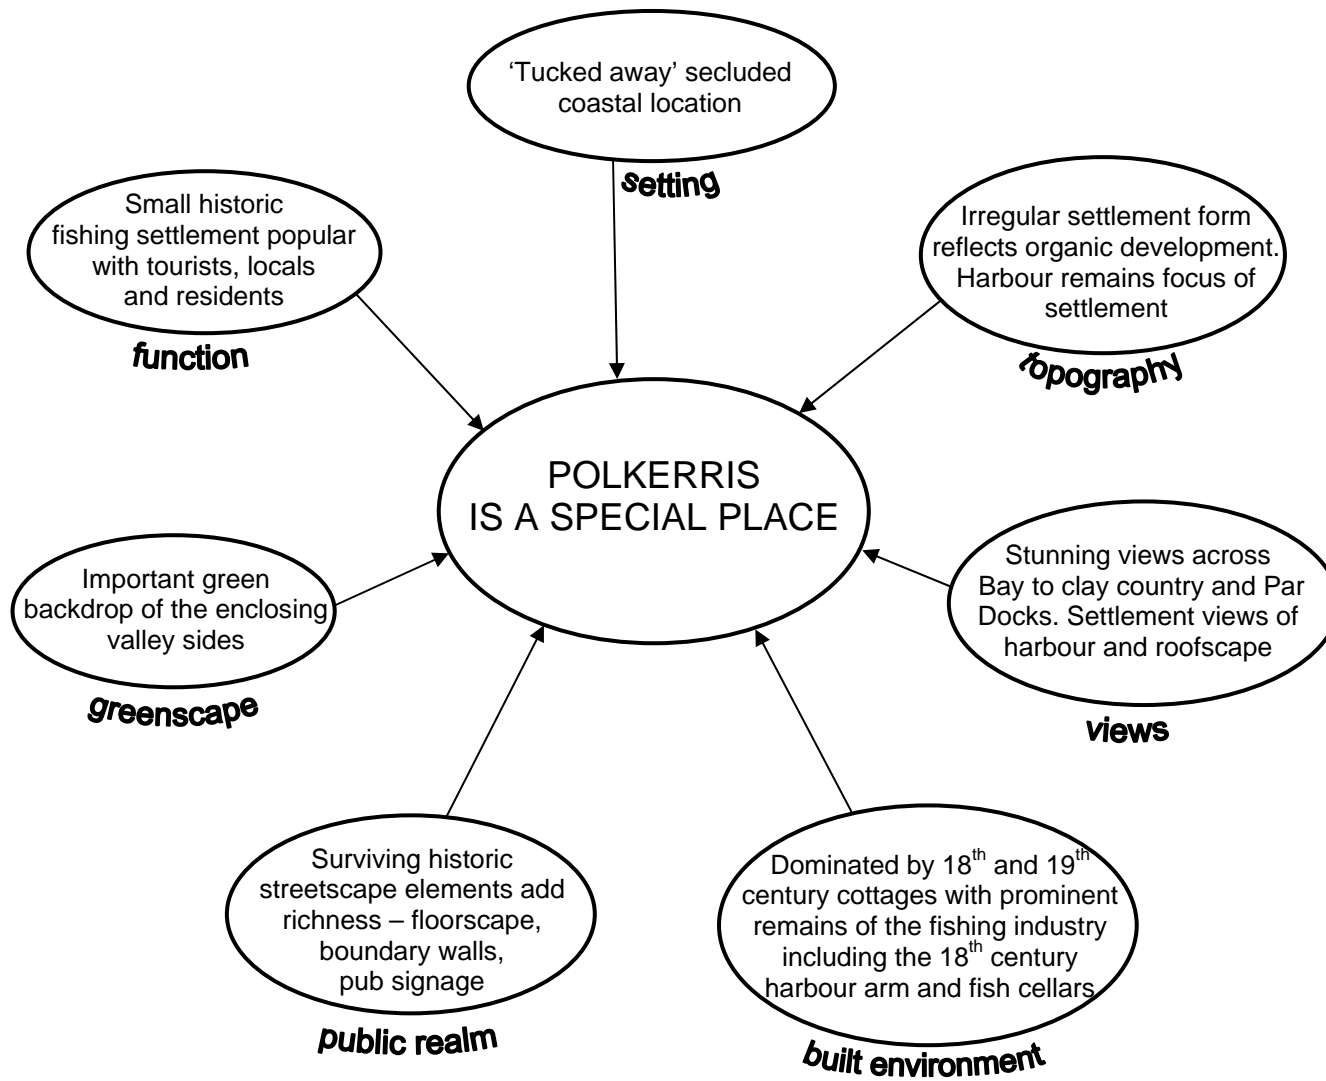 ‘Tucked away’ secluded
coastal location
setting
Small historic
fishing settlement popular
with tourists, locals
and residents
function
Irregular settlement form
reflects organic development.
Harbour remains focus of
settlement
topography
POLKERRIS
IS A SPECIAL PLACE
Important green
backdrop of the enclosing
valley sides
greenscape
Stunning views across
Bay to clay country and Par
Docks. Settlement views of
harbour and roofscape
views
Surviving historic
streetscape elements add
richness – floorscape,
boundary walls,
pub signage
public realm
Dominated by 18th and 19th
century cottages with prominent
remains of the fishing industry
including the 18th century
harbour arm and fish cellars
built environment